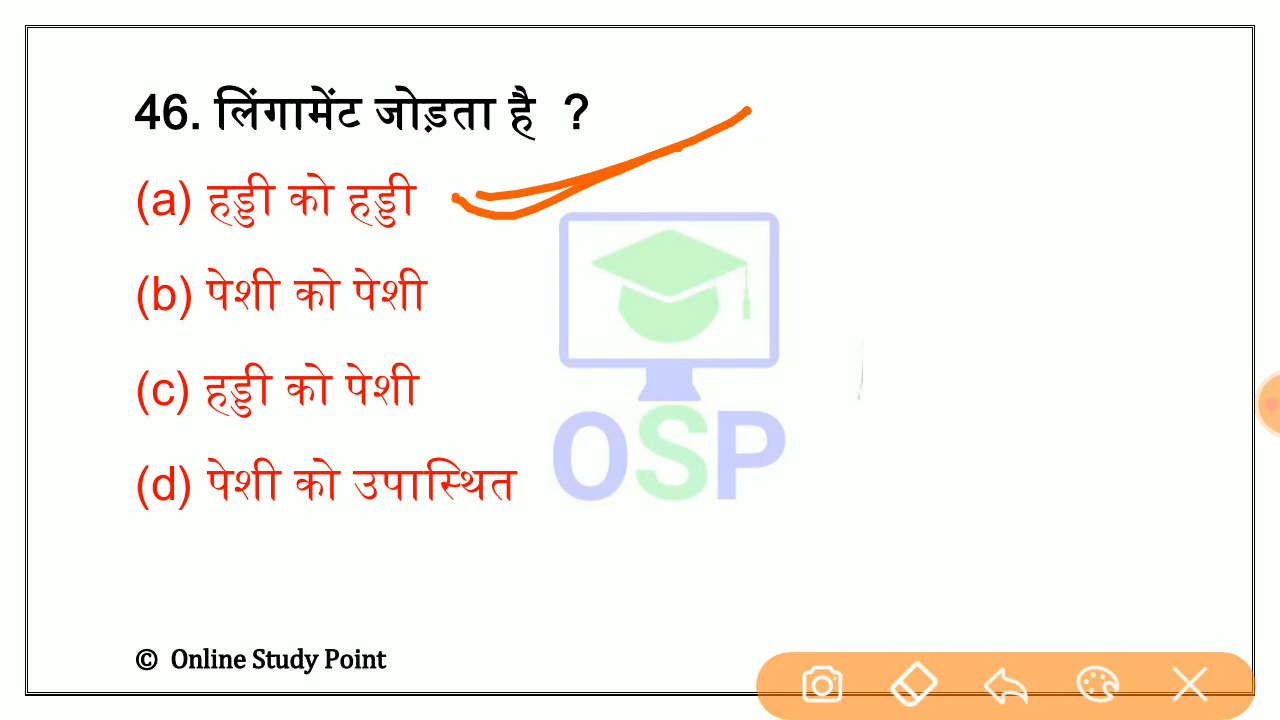 46. लिंगामेंट जोड़ता है ?
(a) हड्डी को हड्डी
(b) पेशी को पेशी
(c) हड्डी को पेशी
(d) पेशी को उपास्थित
OSP
© Online Study Point